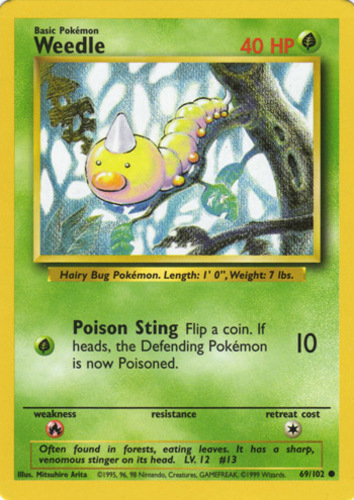 Basic Pokémon
Weedle
40 HP
Hairy Bug Pokémon. Length: 1' 0", Weight: 7 lbs.
Poison Sting Flip a coin. If
heads, the Defending Pokémon
is now Poisoned.
10
weakness resistance retreat cost
Often found in forests, eating leaves. It has a sharp,
venomous stinger on its head. LV. 12 #13
Illus. Mitsuhiro Arita ©1995, 96, 98 Nintendo, Creatures, GAMEFREAK. ©1999 Wizards. 69/102